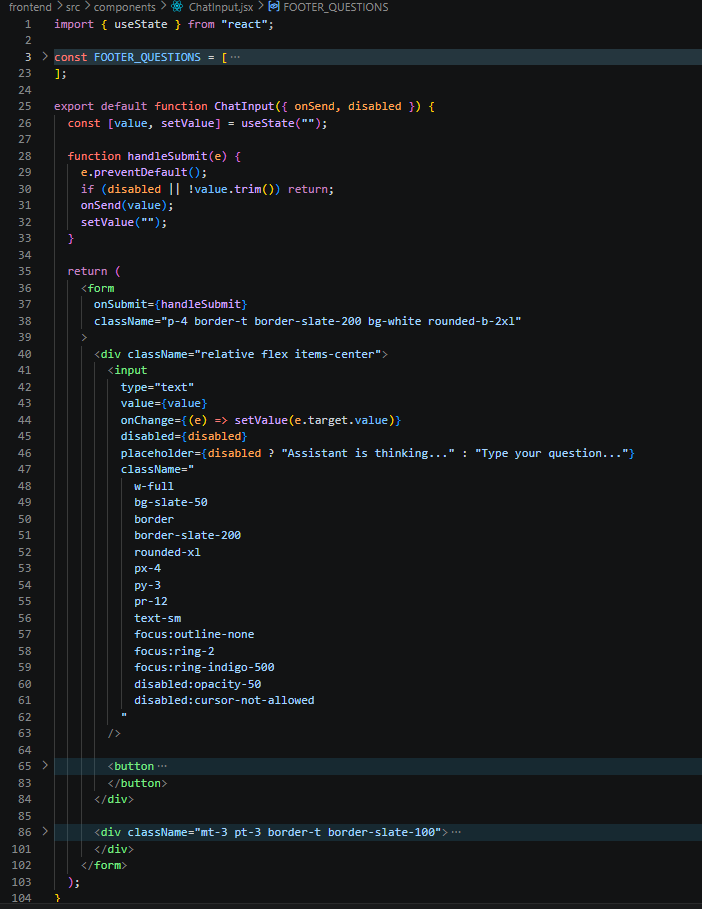 frontend > src > components > ChatInput.jsx > FOOTER_QUESTIONS
1 import { useState } from "react";
2
3 > const FOOTER_QUESTIONS = [ ···
23 ];
24
25 export default function ChatInput({ onSend, disabled }) {
26   const [value, setValue] = useState("");
27
28   function handleSubmit(e) {
29     e.preventDefault();
30     if (disabled || !value.trim()) return;
31     onSend(value);
32     setValue("");
33   }
34
35   return (
36     <form
37       onSubmit={handleSubmit}
38       className="p-4 border-t border-slate-200 bg-white rounded-b-2xl"
39     >
40       <div className="relative flex items-center">
41         <input
42           type="text"
43           value={value}
44           onChange={(e) => setValue(e.target.value)}
45           disabled={disabled}
46           placeholder={disabled ? "Assistant is thinking..." : "Type your question..."}
47           className="
48             w-full
49             bg-slate-50
50             border
51             border-slate-200
52             rounded-xl
53             px-4
54             py-3
55             pr-12
56             text-sm
57             focus:outline-none
58             focus:ring-2
59             focus:ring-indigo-500
60             disabled:opacity-50
61             disabled:cursor-not-allowed
62           "
63         />
64
65 >         <button ···
83         </button>
84       </div>
85
86 >       <div className="mt-3 pt-3 border-t border-slate-100"> ···
101       </div>
102     </form>
103   );
104 }